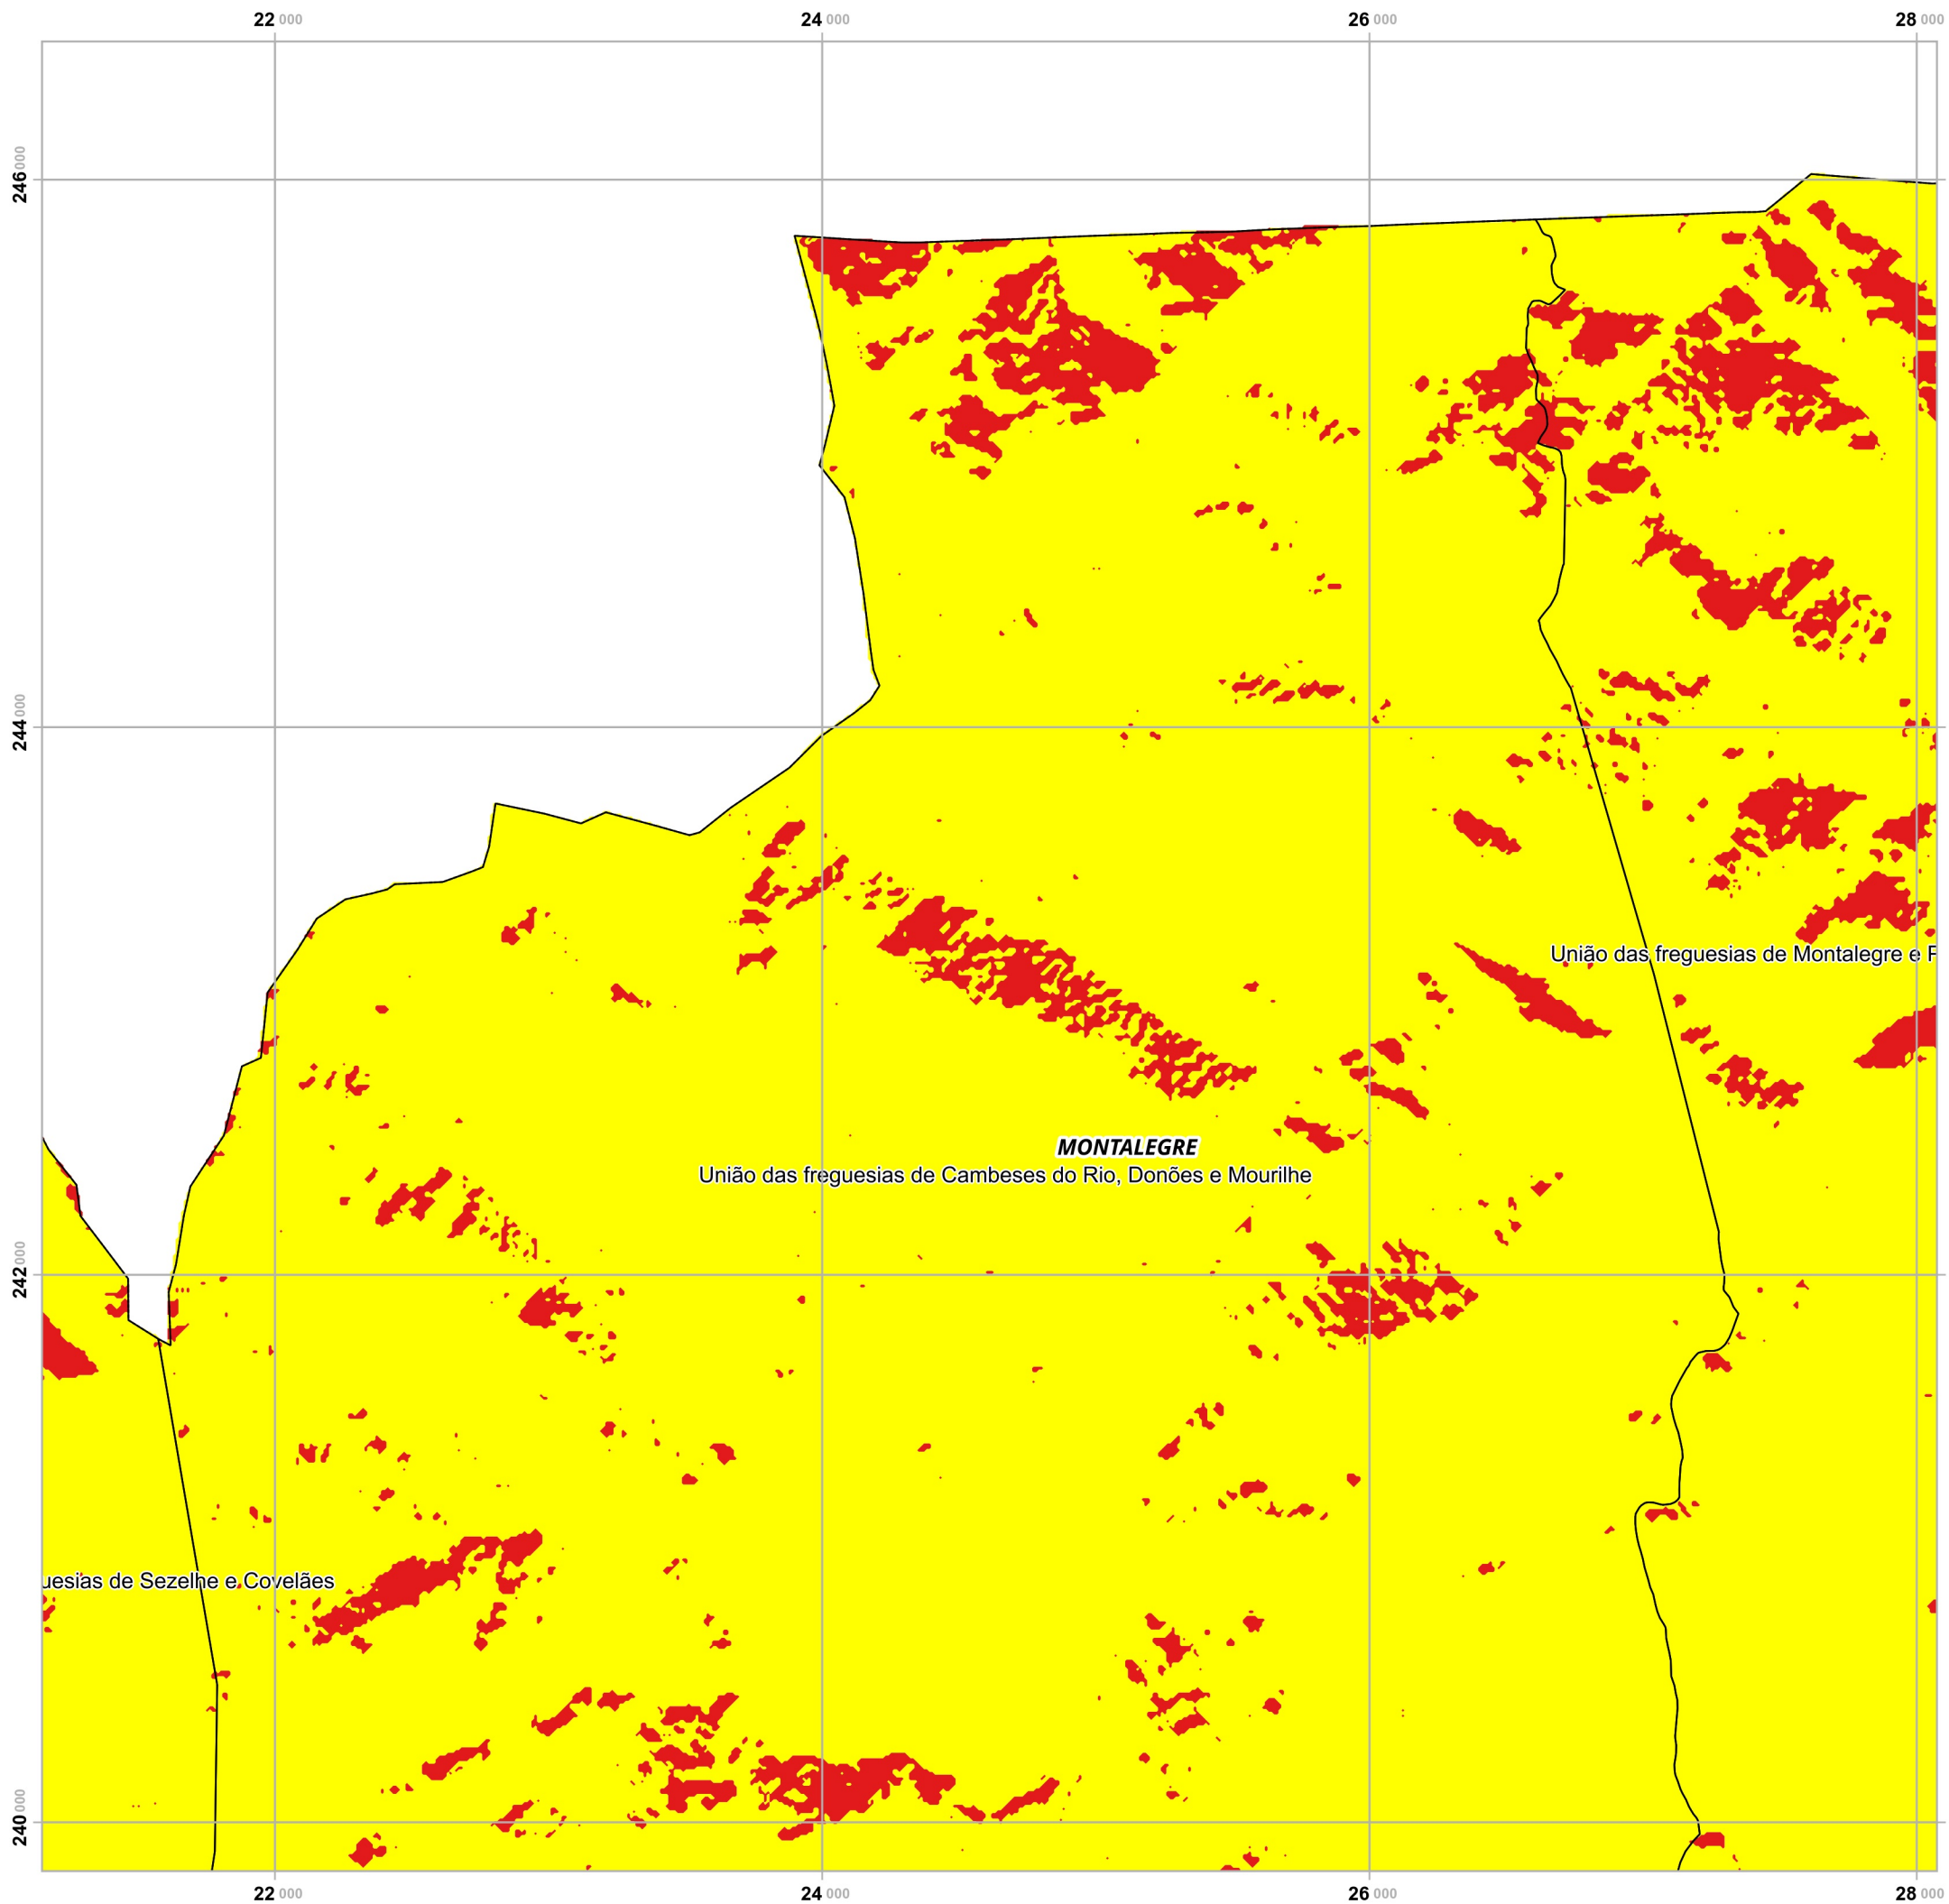 22 000 24 000 26 000 28 000
246 000
244 000
União das freguesias de Montalegre e F
MONTALEGRE
União das freguesias de Cambeses do Rio, Donões e Mourilhe
242 000
uesias de Sezelhe e Covelães
240 000
22 000 24 000 26 000 28 000